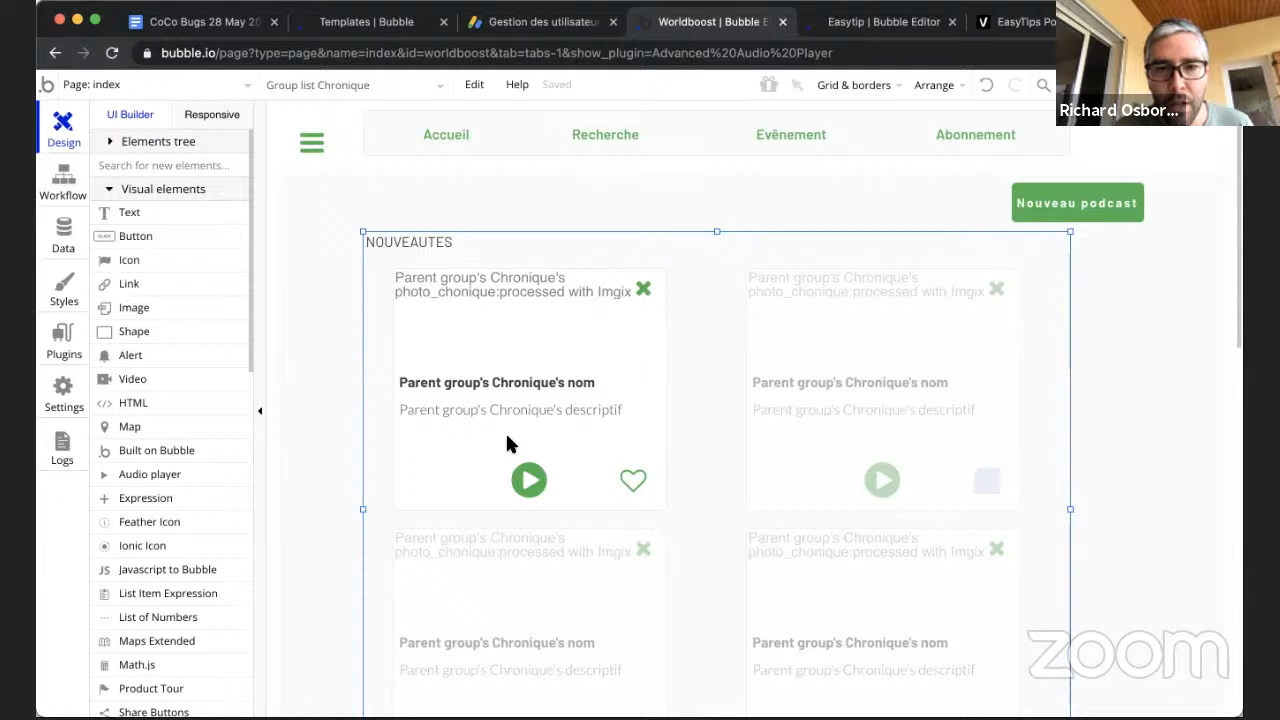 CoCo Bugs 28 May 20
Templates | Bubble
Gestion des utilisateu
Worldboost | Bubble E
Easytip | Bubble Editor
EasyTips Po
bubble.io/page?type=page&name=index&id=worldboost&tab=tabs-1&show_plugin=Advanced%20Audio%20Player
Richard Osbor...
Page: index
Group list Chronique
Edit
Help
Saved
Grid & borders
Arrange
UI Builder
Responsive
Design
Workflow
Data
Styles
Plugins
Settings
Logs
Elements tree
Search for new elements...
Visual elements
Text
Button
Icon
Link
Image
Shape
Alert
Video
HTML
Map
Built on Bubble
Audio player
Expression
Feather Icon
Ionic Icon
Javascript to Bubble
List Item Expression
List of Numbers
Maps Extended
Math.js
Product Tour
Share Buttons
Accueil
Recherche
Evênement
Abonnement
Nouveau podcast
NOUVEAUTES
Parent group's Chronique's
photo_chonique:processed with Imgix
Parent group's Chronique's nom
Parent group's Chronique's descriptif
Parent group's Chronique's
photo_chonique:processed with Imgix
Parent group's Chronique's nom
Parent group's Chronique's descriptif
Parent group's Chronique's
photo_chonique:processed with Imgix
Parent group's Chronique's nom
Parent group's Chronique's descriptif
Parent group's Chronique's
photo_chonique:processed with Imgix
Parent group's Chronique's nom
Parent group's Chronique's descriptif
zoom